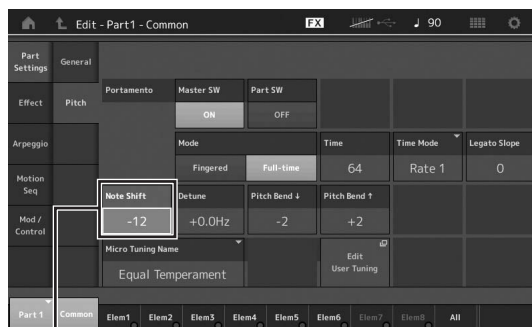 Edit - Part1 - Common
FX
90
Part Settings
General
Effect
Pitch
Arpeggio
Motion Seq
Mod / Control
Portamento
Master SW
ON
Part SW
OFF
Mode
Fingered
Full-time
Time
64
Time Mode
Rate 1
Legato Slope
0
Note Shift
-12
Detune
+0.0Hz
Pitch Bend ↓
-2
Pitch Bend ↑
+2
Micro Tuning Name
Equal Temperament
Edit
User Tuning
Part 1
Common
Elem1
Elem2
Elem3
Elem4
Elem5
Elem6
Elem7
Elem8
All